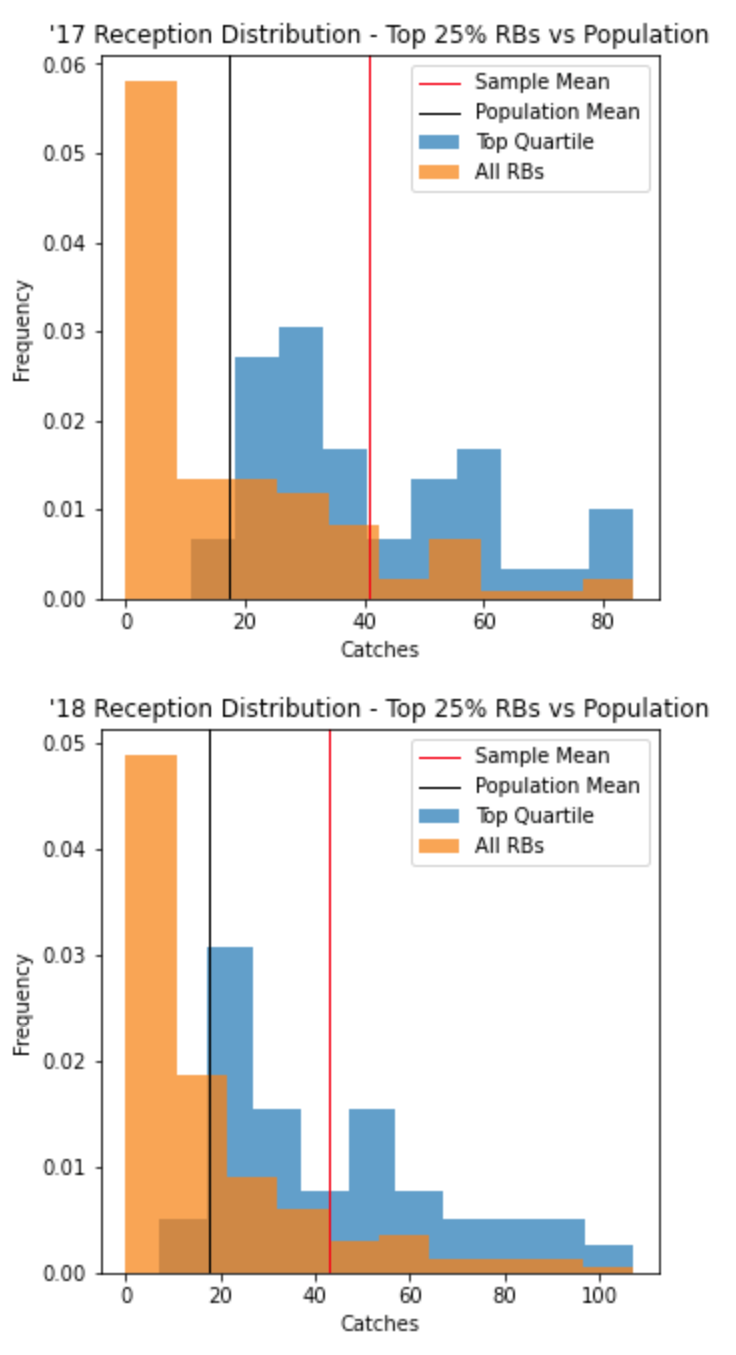 '17 Reception Distribution - Top 25% RBs vs Population
0.06
0.05
0.04
0.03
0.02
0.01
0.00
Frequency
Sample Mean
Population Mean
Top Quartile
All RBs
0 20 40 60 80
Catches
'18 Reception Distribution - Top 25% RBs vs Population
0.05
0.04
0.03
0.02
0.01
0.00
Frequency
Sample Mean
Population Mean
Top Quartile
All RBs
0 20 40 60 80 100
Catches